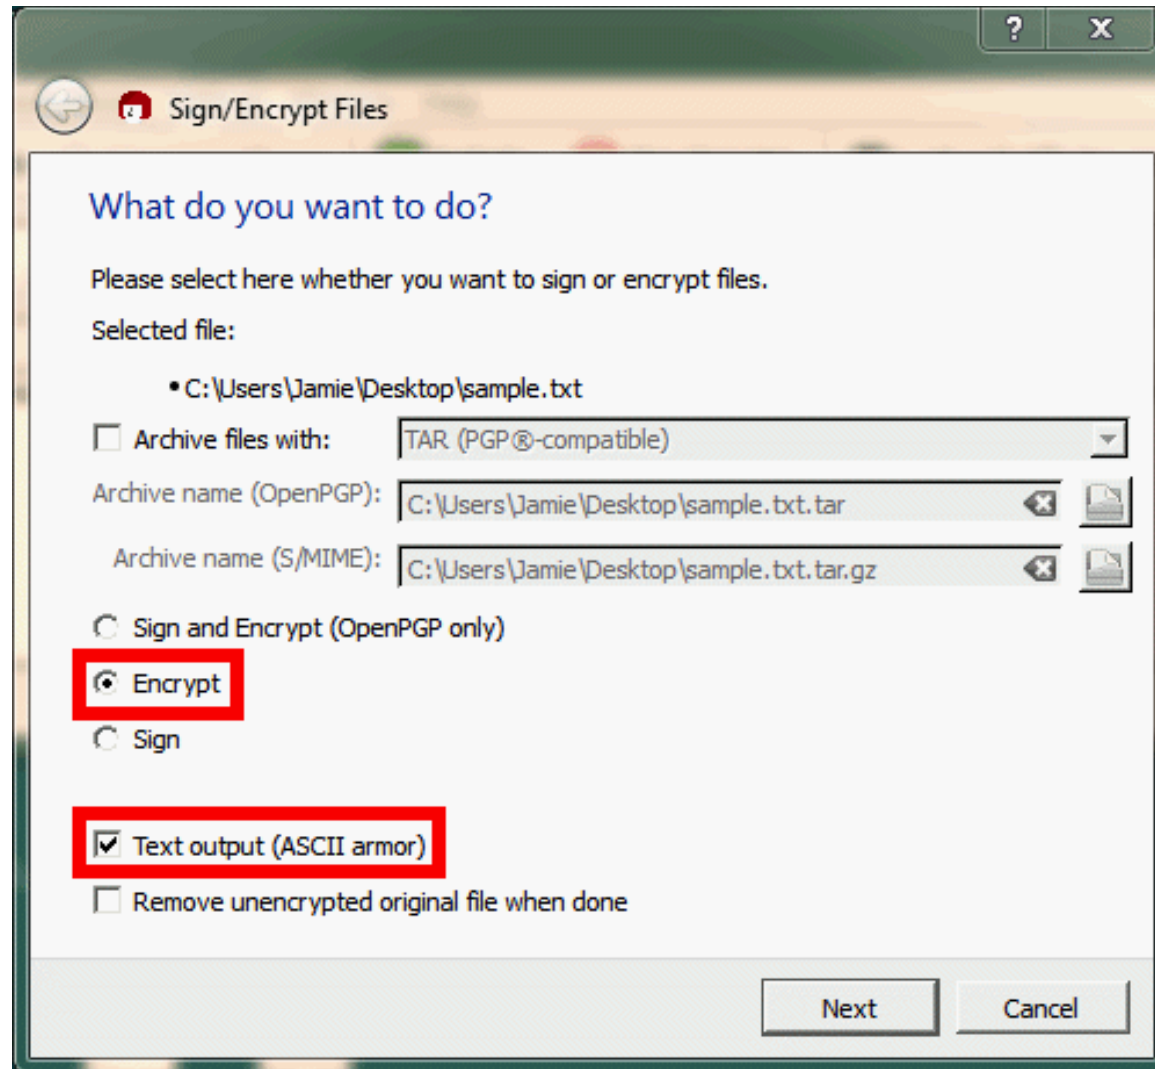 ?
X
Sign/Encrypt Files
What do you want to do?
Please select here whether you want to sign or encrypt files.
Selected file:
• C:\Users\Jamie\Desktop\sample.txt
Archive files with: TAR (PGP®-compatible)
Archive name (OpenPGP): C:\Users\Jamie\Desktop\sample.txt.tar
Archive name (S/MIME): C:\Users\Jamie\Desktop\sample.txt.tar.gz
Sign and Encrypt (OpenPGP only)
Encrypt
Sign
Text output (ASCII armor)
Remove unencrypted original file when done
Next Cancel